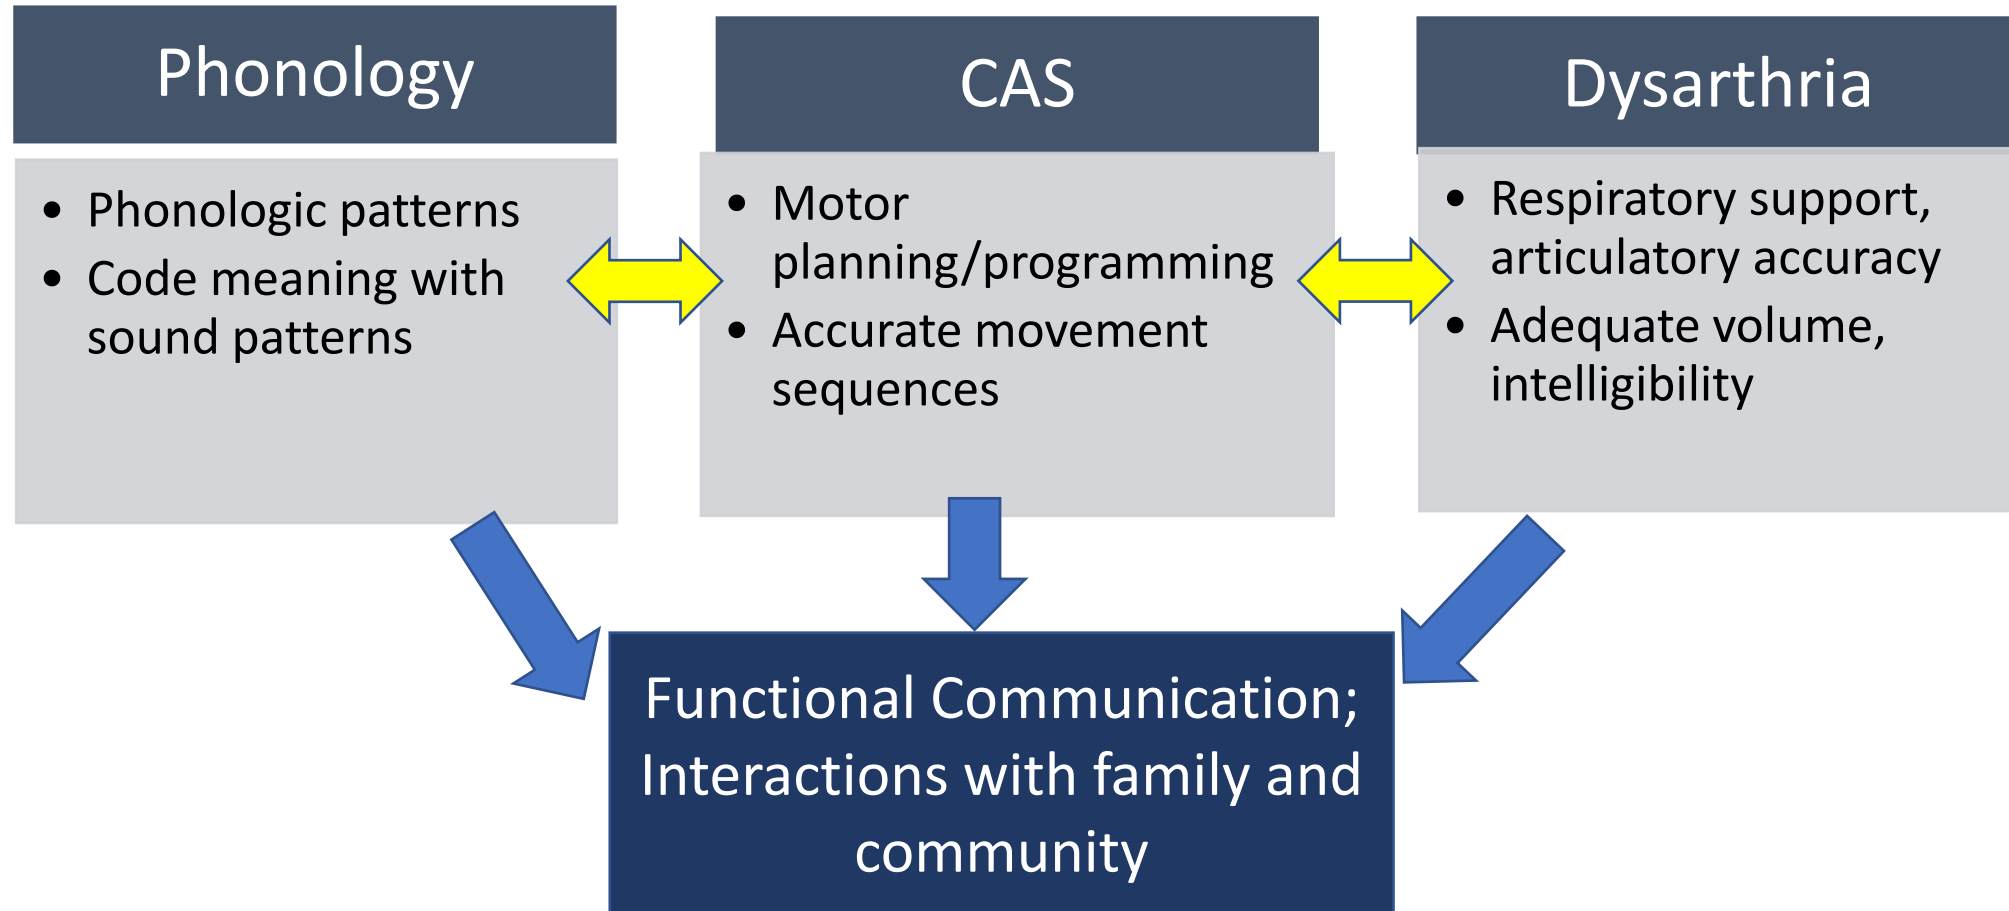 Phonology
• Phonologic patterns
• Code meaning with
sound patterns
CAS
• Motor
planning/programming
• Accurate movement
sequences
Dysarthria
• Respiratory support,
articulatory accuracy
• Adequate volume,
intelligibility
Functional Communication;
Interactions with family and
community